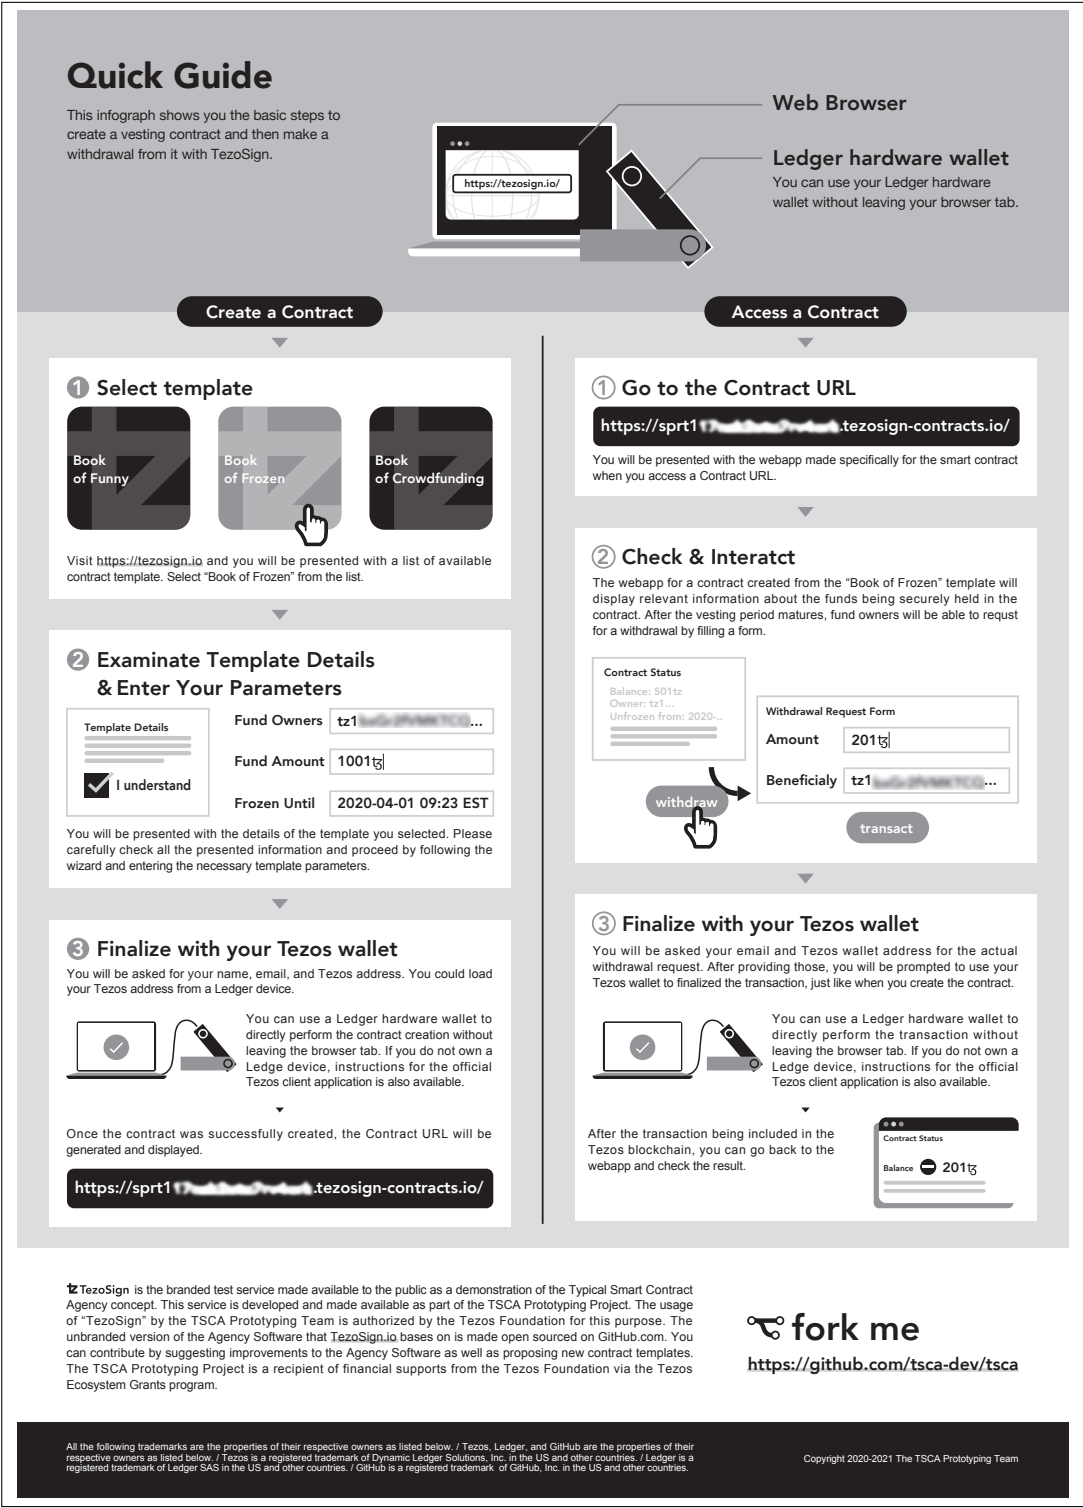 Quick Guide
This infograph shows you the basic steps to
create a vesting contract and then make a
withdrawal from it with TezoSign.
https://tezosign.io/
Web Browser
Ledger hardware wallet
You can use your Ledger hardware
wallet without leaving your browser tab.
Create a Contract
1 Select template
Book
of Funny
Book
of Frozen
Book
of Crowdfunding
Visit https://tezosign.io and you will be presented with a list of available
contract template. Select “Book of Frozen” from the list.
2 Examinate Template Details
& Enter Your Parameters
Template Details
I understand
Fund Owners tz1 ...
Fund Amount 1001ꜩ
Frozen Until 2020-04-01 09:23 EST
You will be presented with the details of the template you selected. Please
carefully check all the presented information and proceed by following the
wizard and entering the necessary template parameters.
3 Finalize with your Tezos wallet
You will be asked for your name, email, and Tezos address. You could load
your Tezos address from a Ledger device.
You can use a Ledger hardware wallet to
directly perform the contract creation without
leaving the browser tab. If you do not own a
Ledge device, instructions for the official
Tezos client application is also available.
Once the contract was successfully created, the Contract URL will be
generated and displayed.
https://sprt1 .tezosign-contracts.io/
Access a Contract
1 Go to the Contract URL
https://sprt1 .tezosign-contracts.io/
You will be presented with the webapp made specifically for the smart contract
when you access a Contract URL.
2 Check & Interatct
The webapp for a contract created from the “Book of Frozen” template will
display relevant information about the funds being securely held in the
contract. After the vesting period matures, fund owners will be able to requst
for a withdrawal by filling a form.
Contract Status
Balance: 501tz
Owner: tz1...
Unfrozen from: 2020-..
withdraw
Withdrawal Request Form
Amount 201ꜩ
Beneficialy tz1 ...
transact
3 Finalize with your Tezos wallet
You will be asked your email and Tezos wallet address for the actual
withdrawal request. After providing those, you will be prompted to use your
Tezos wallet to finalized the transaction, just like when you create the contract.
You can use a Ledger hardware wallet to
directly perform the transaction without
leaving the browser tab. If you do not own a
Ledge device, instructions for the official
Tezos client application is also available.
After the transaction being included in the
Tezos blockchain, you can go back to the
webapp and check the result.
Contract Status
Balance 201ꜩ
TezoSign is the branded test service made available to the public as a demonstration of the Typical Smart Contract
Agency concept. This service is developed and made available as part of the TSCA Prototyping Project. The usage
of “TezoSign” by the TSCA Prototyping Team is authorized by the Tezos Foundation for this purpose. The
unbranded version of the Agency Software that TezoSign.io bases on is made open sourced on GitHub.com. You
can contribute by suggesting improvements to the Agency Software as well as proposing new contract templates.
The TSCA Prototyping Project is a recipient of financial supports from the Tezos Foundation via the Tezos
Ecosystem Grants program.
fork me
https://github.com/tsca-dev/tsca
All the following trademarks are the properties of their respective owners as listed below. / Tezos, Ledger, and GitHub are the properties of their
respective owners as listed below. / Tezos is a registered trademark of Dynamic Ledger Solutions, Inc. in the US and other countries. / Ledger is a
registered trademark of Ledger SAS in the US and other countries. / GitHub is a registered trademark of GitHub, Inc. in the US and other countries.
Copyright 2020-2021 The TSCA Prototyping Team